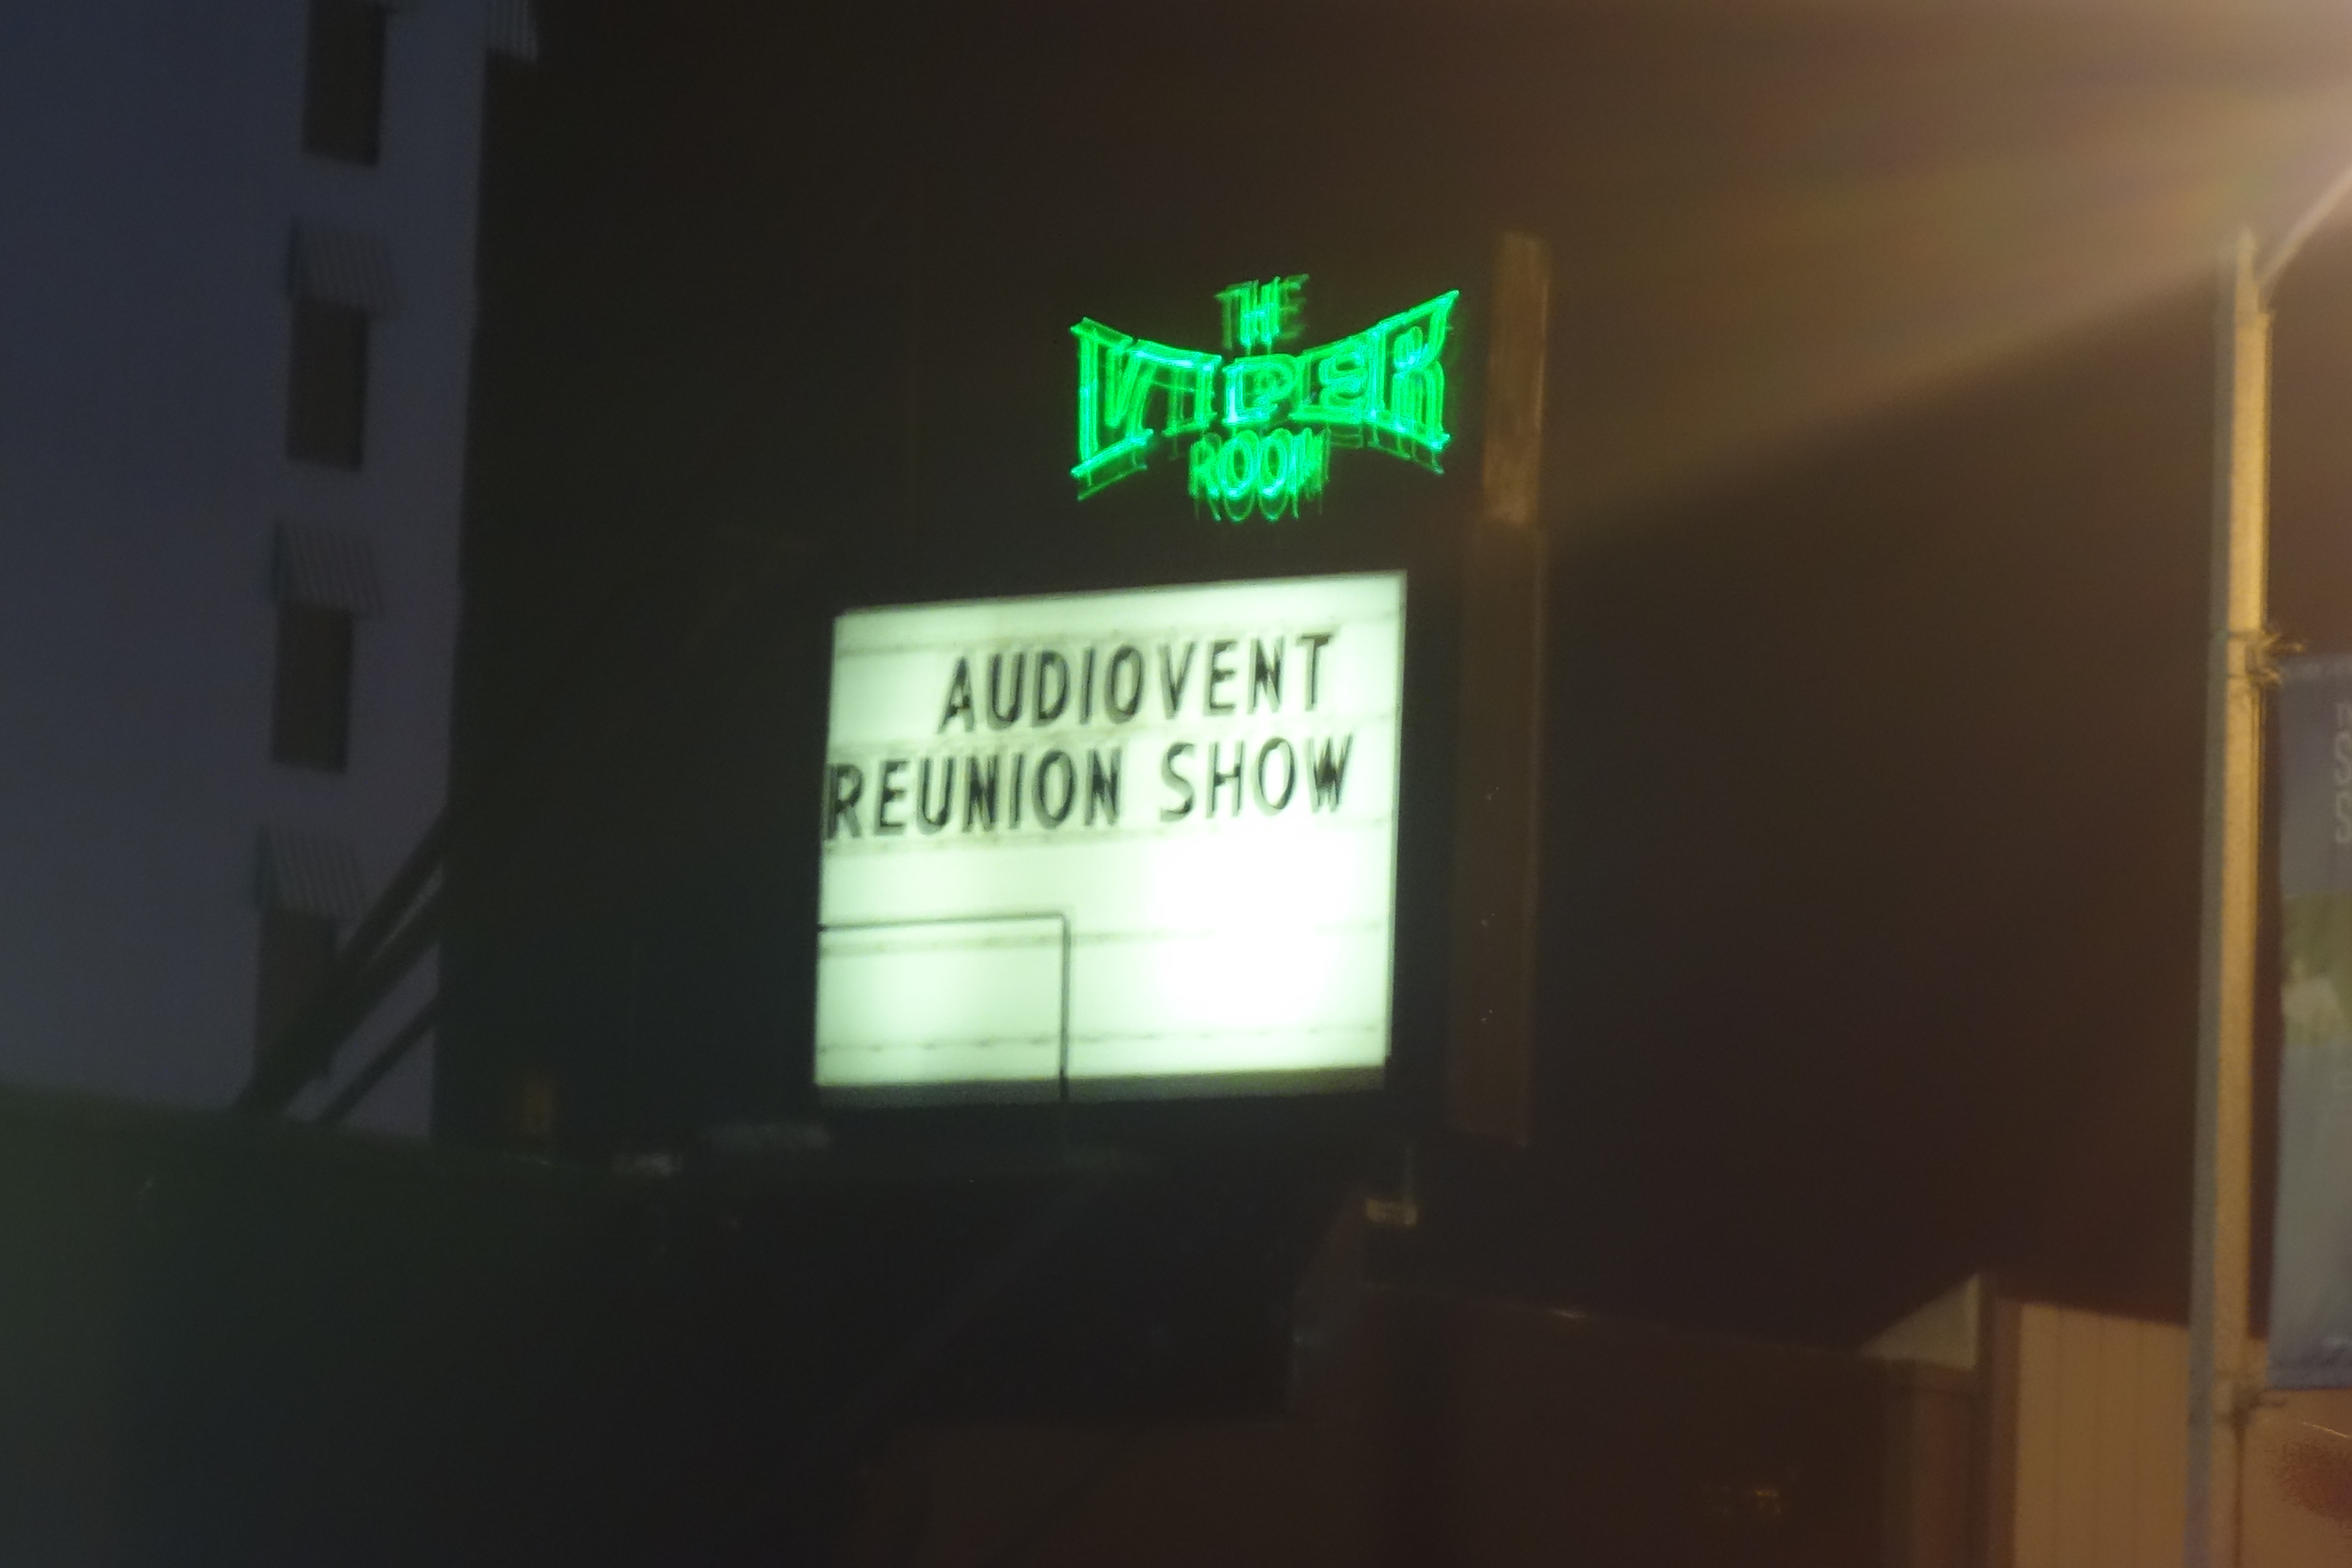 THE
VIPER
ROOM
AUDIOVENT
REUNION SHOW